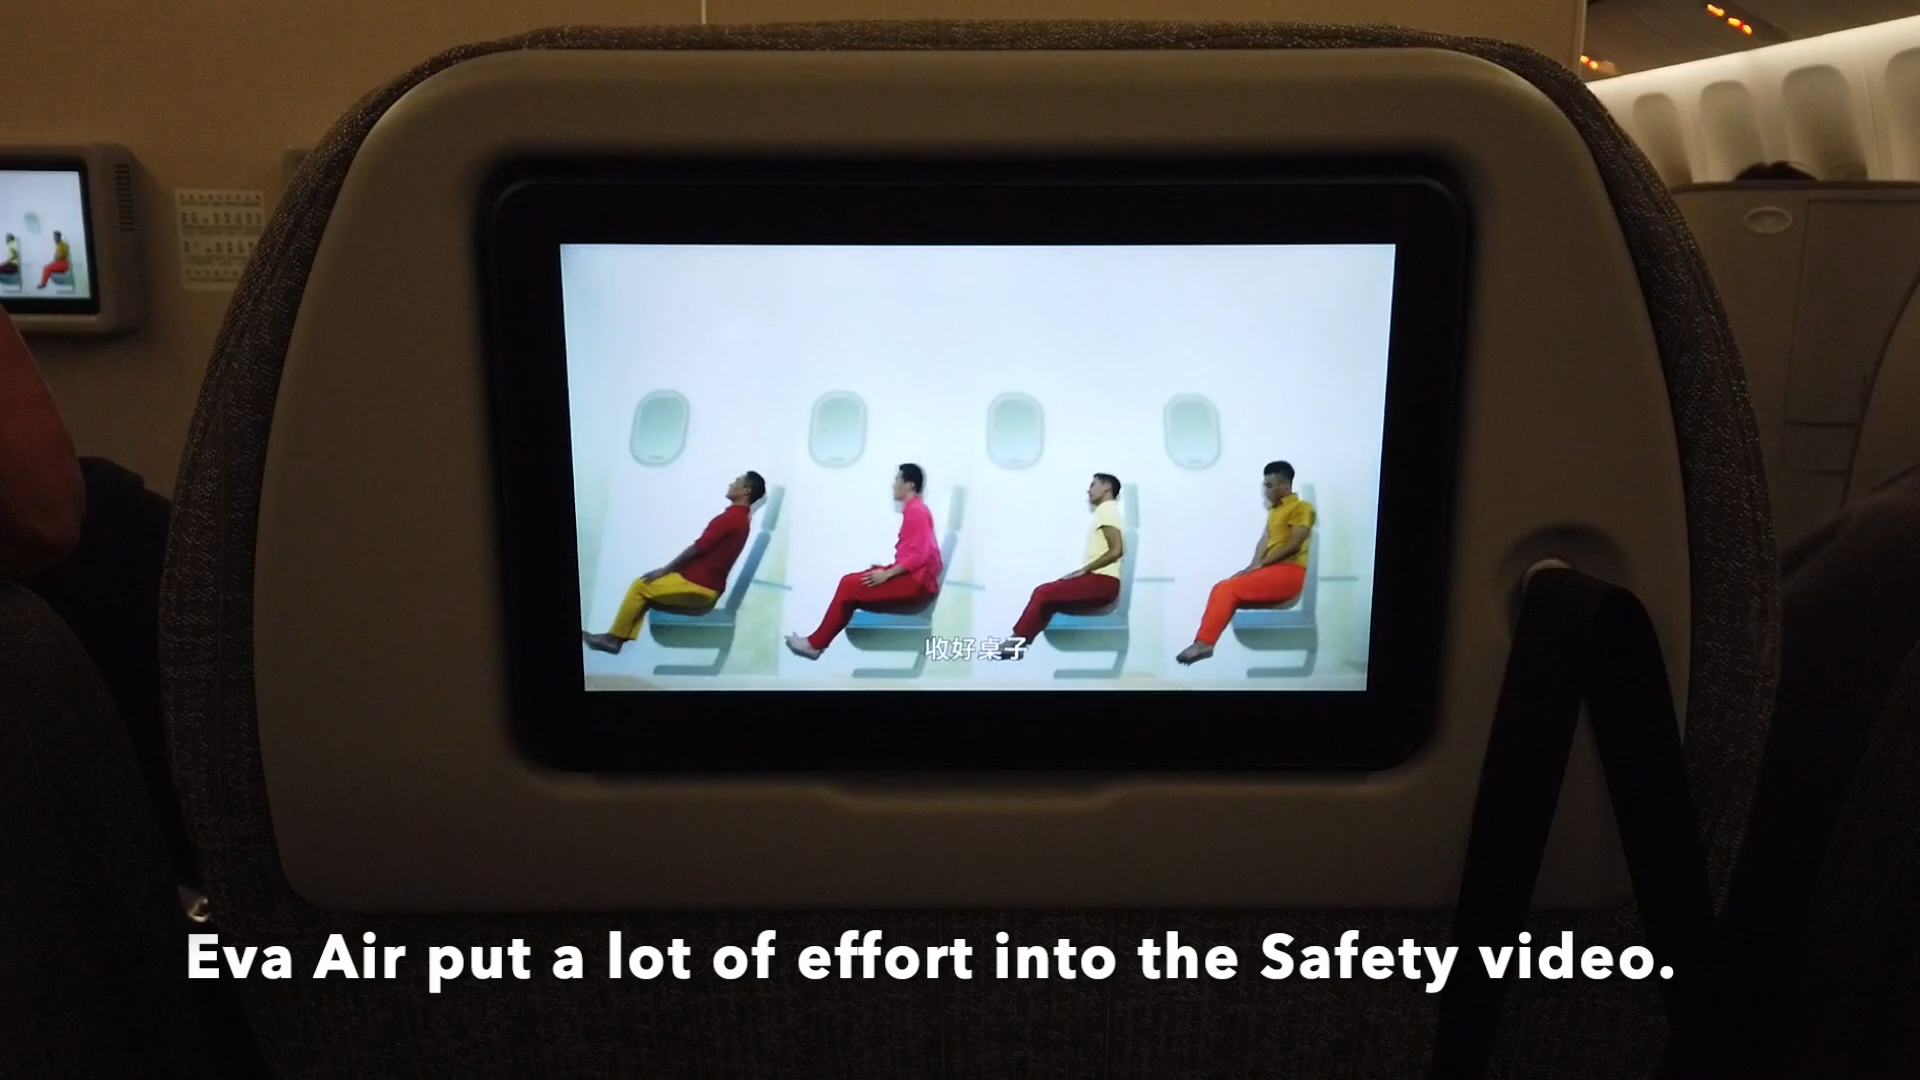 收好桌子
Eva Air put a lot of effort into the Safety video.